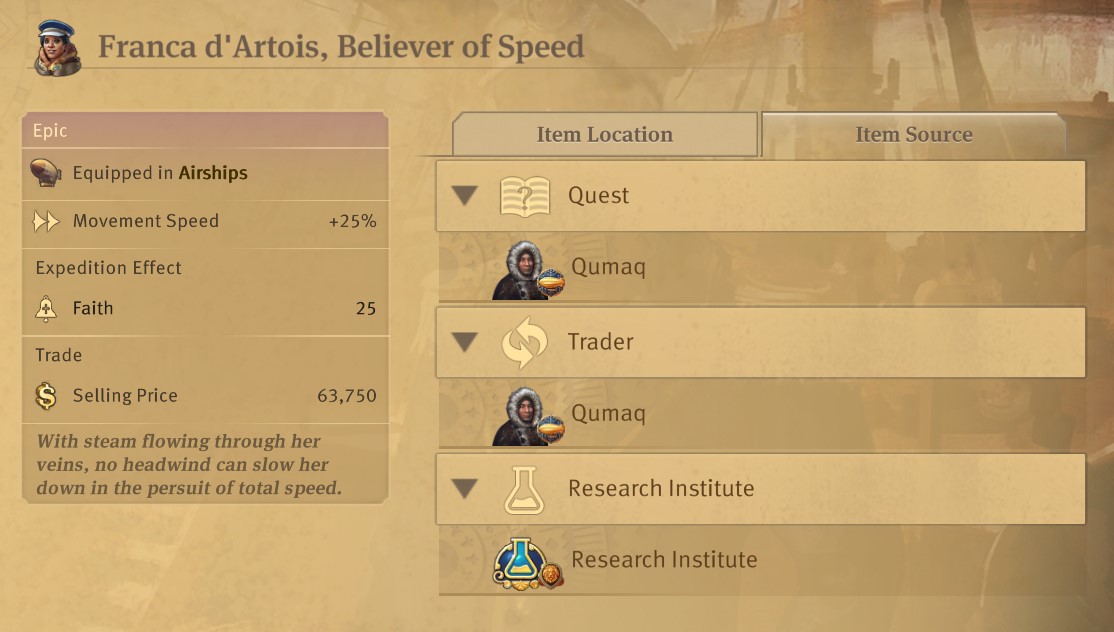 Franca d'Artois, Believer of Speed
Epic
Equipped in Airships
Movement Speed +25%
Expedition Effect
Faith 25
Trade
Selling Price 63,750
With steam flowing through her
veins, no headwind can slow her
down in the persuit of total speed.
Item Location
Item Source
Quest
Qumaq
Trader
Qumaq
Research Institute
Research Institute